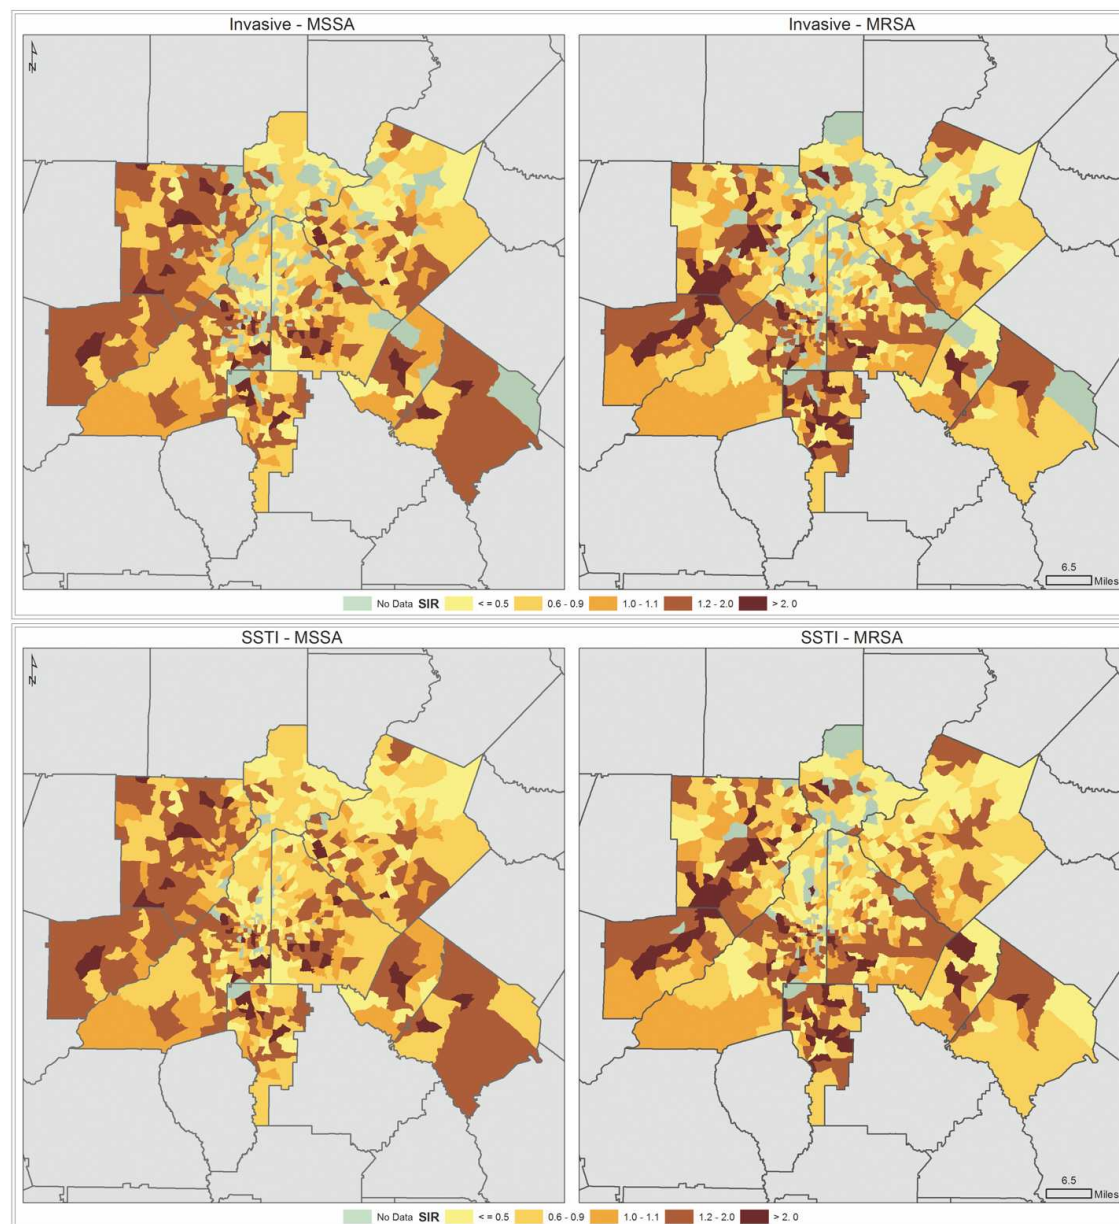 Invasive - MSSA
Invasive - MRSA
N
6.5
Miles
No Data SIR < = 0.5 0.6 - 0.9 1.0 - 1.1 1.2 - 2.0 > 2. 0
SSTI - MSSA
SSTI - MRSA
N
6.5
Miles
No Data SIR < = 0.5 0.6 - 0.9 1.0 - 1.1 1.2 - 2.0 > 2. 0